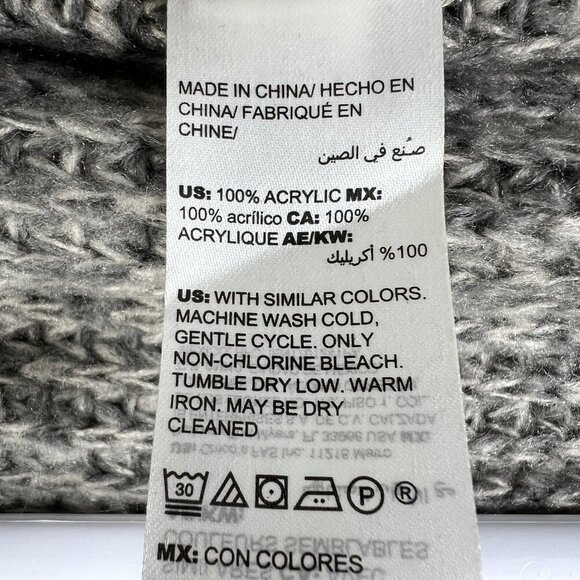 MADE IN CHINA/ HECHO EN
CHINA/ FABRIQUÉ EN
CHINE/
صُنع في الصين
US: 100% ACRYLIC MX:
100% acrílico CA: 100%
ACRYLIQUE AE/KW:
100% أكريليك
US: WITH SIMILAR COLORS.
MACHINE WASH COLD,
GENTLE CYCLE. ONLY
NON-CHLORINE BLEACH.
TUMBLE DRY LOW. WARM
IRON. MAY BE DRY
CLEANED
30 P ®
MX: CON COLORES